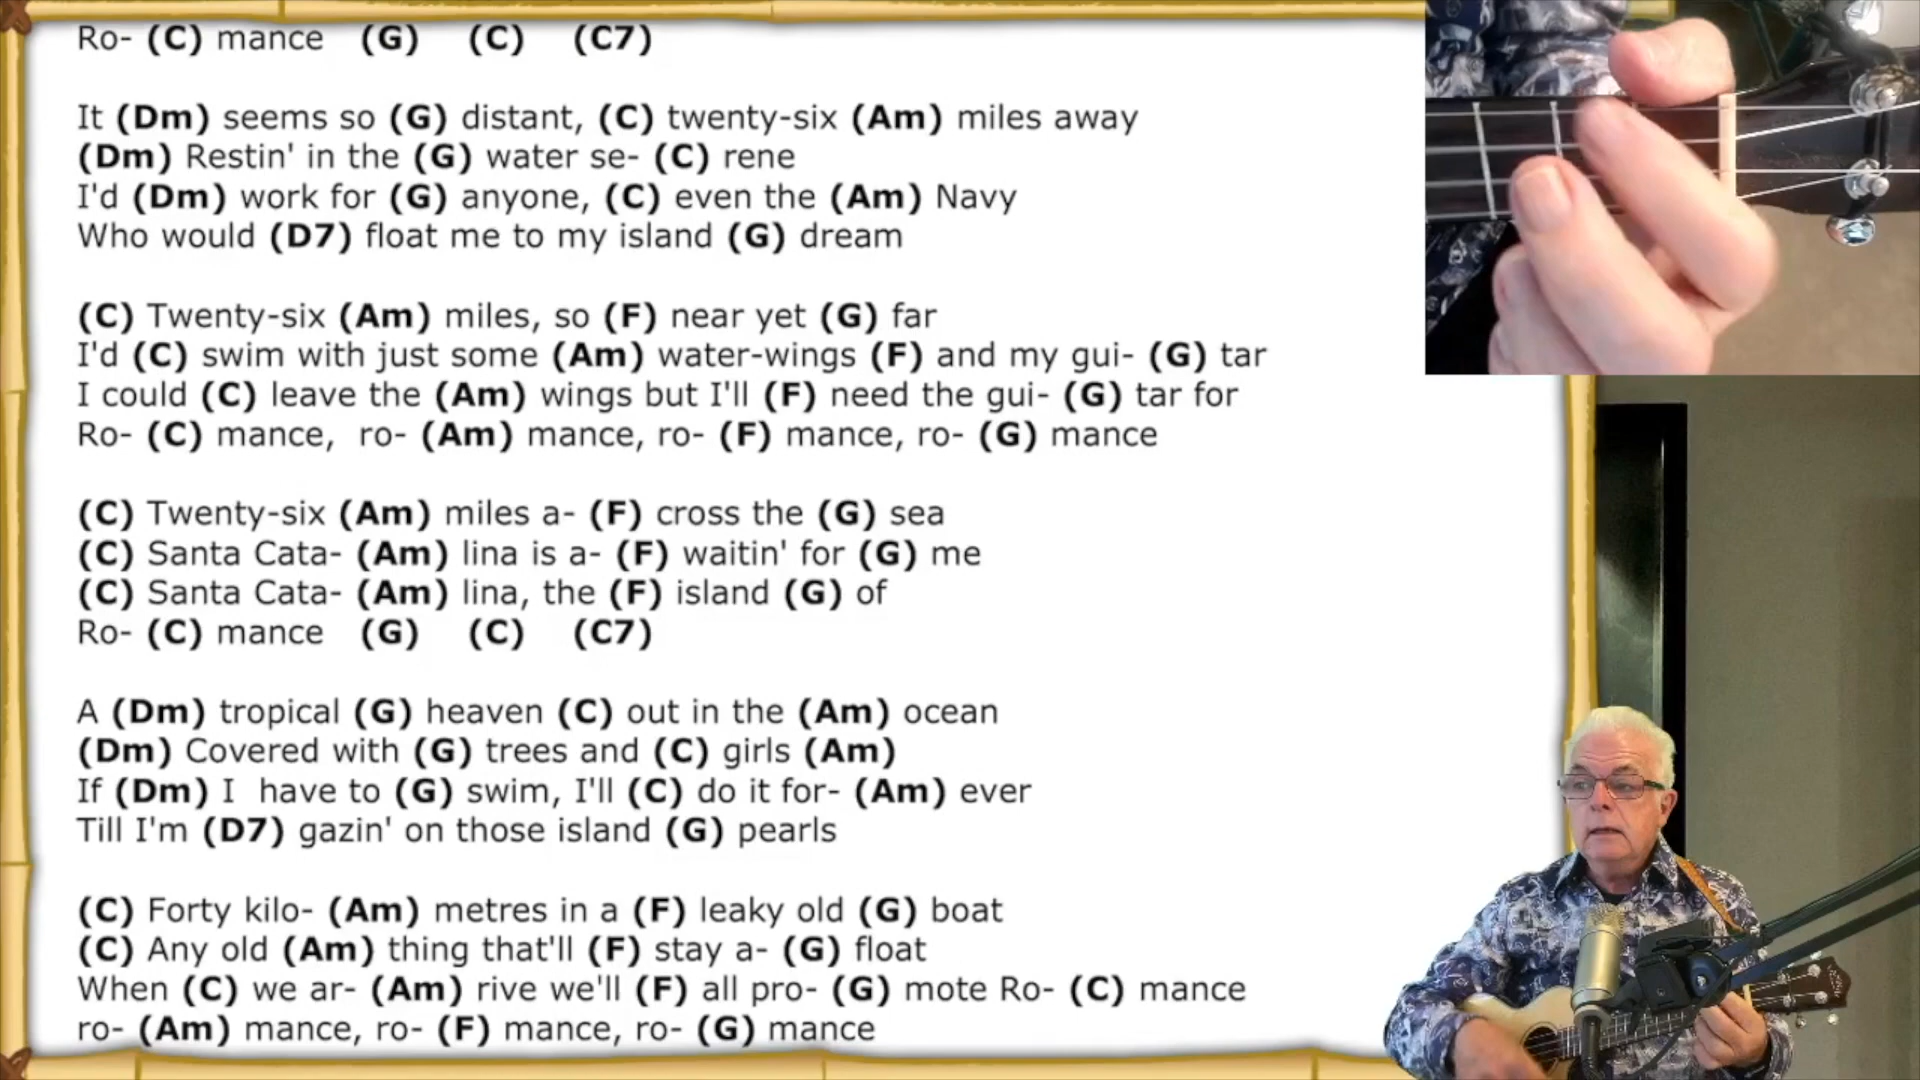 Ro- (C) mance (G) (C) (C7)
It (Dm) seems so (G) distant, (C) twenty-six (Am) miles away
(Dm) Restin' in the (G) water se- (C) rene
I'd (Dm) work for (G) anyone, (C) even the (Am) Navy
Who would (D7) float me to my island (G) dream
(C) Twenty-six (Am) miles, so (F) near yet (G) far
I'd (C) swim with just some (Am) water-wings (F) and my gui- (G) tar
I could (C) leave the (Am) wings but I'll (F) need the gui- (G) tar for
Ro- (C) mance, ro- (Am) mance, ro- (F) mance, ro- (G) mance
(C) Twenty-six (Am) miles a- (F) cross the (G) sea
(C) Santa Cata- (Am) lina is a- (F) waitin' for (G) me
(C) Santa Cata- (Am) lina, the (F) island (G) of
Ro- (C) mance (G) (C) (C7)
A (Dm) tropical (G) heaven (C) out in the (Am) ocean
(Dm) Covered with (G) trees and (C) girls (Am)
If (Dm) I have to (G) swim, I'll (C) do it for- (Am) ever
Till I'm (D7) gazin' on those island (G) pearls
(C) Forty kilo- (Am) metres in a (F) leaky old (G) boat
(C) Any old (Am) thing that'll (F) stay a- (G) float
When (C) we ar- (Am) rive we'll (F) all pro- (G) mote Ro- (C) mance
ro- (Am) mance, ro- (F) mance, ro- (G) mance